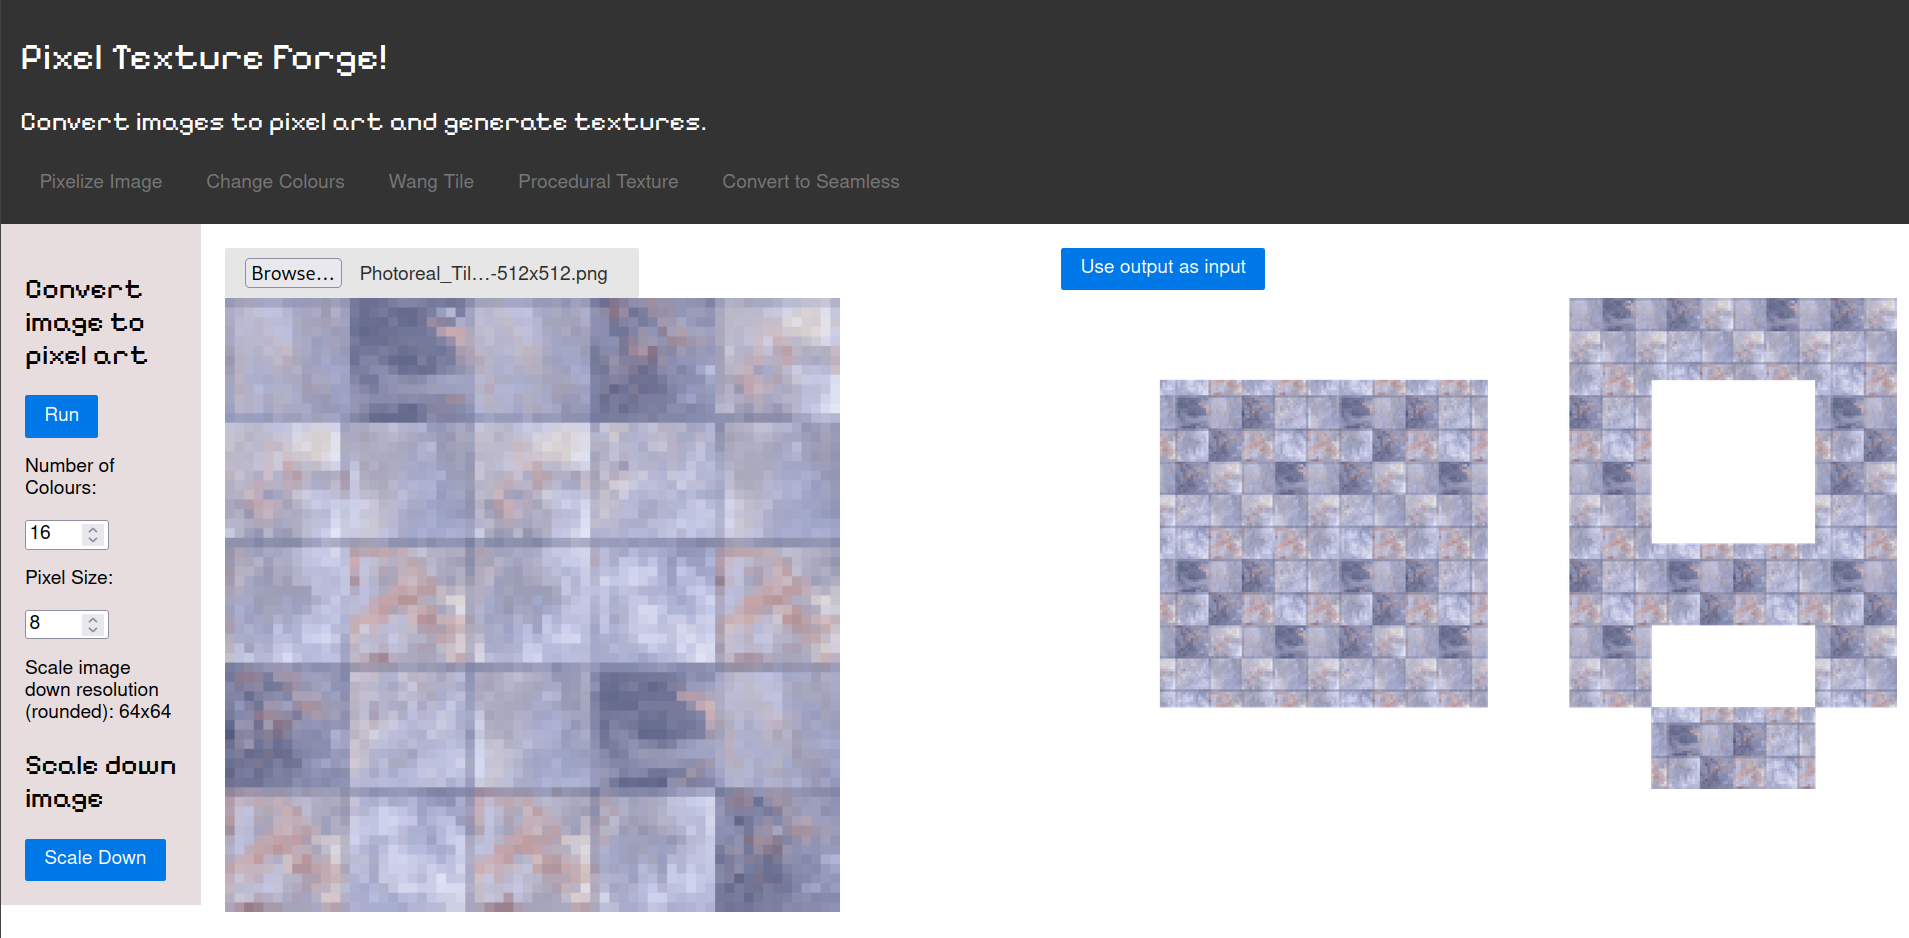 Pixel Texture Forge!
Convert images to pixel art and generate textures.
Pixelize Image Change Colours Wang Tile Procedural Texture Convert to Seamless
Convert
image to
pixel art
Run
Number of
Colours:
16
Pixel Size:
8
Scale image
down resolution
(rounded): 64x64
Scale down
image
Scale Down
Browse... Photoreal_Til...-512x512.png
Use output as input